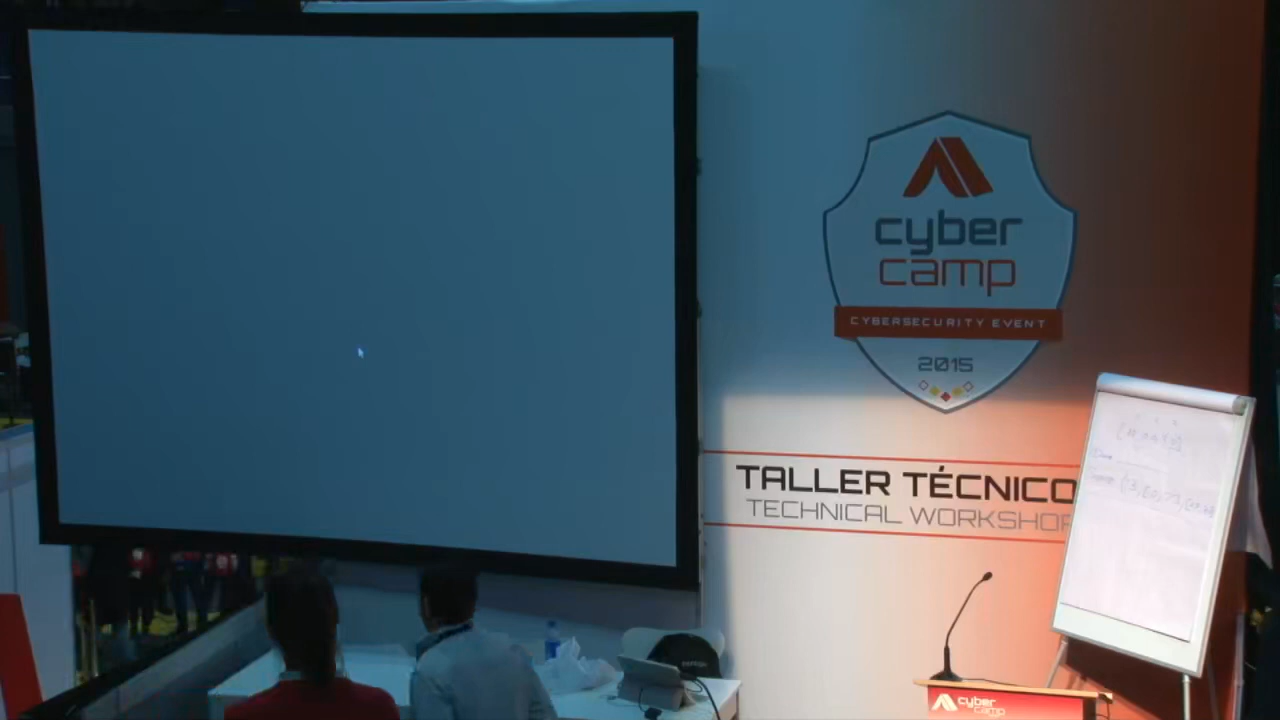 cyber
camp
CYBERSECURITY EVENT
2015
TALLER TÉCNICO
TECHNICAL WORKSHOP
cyber
camp